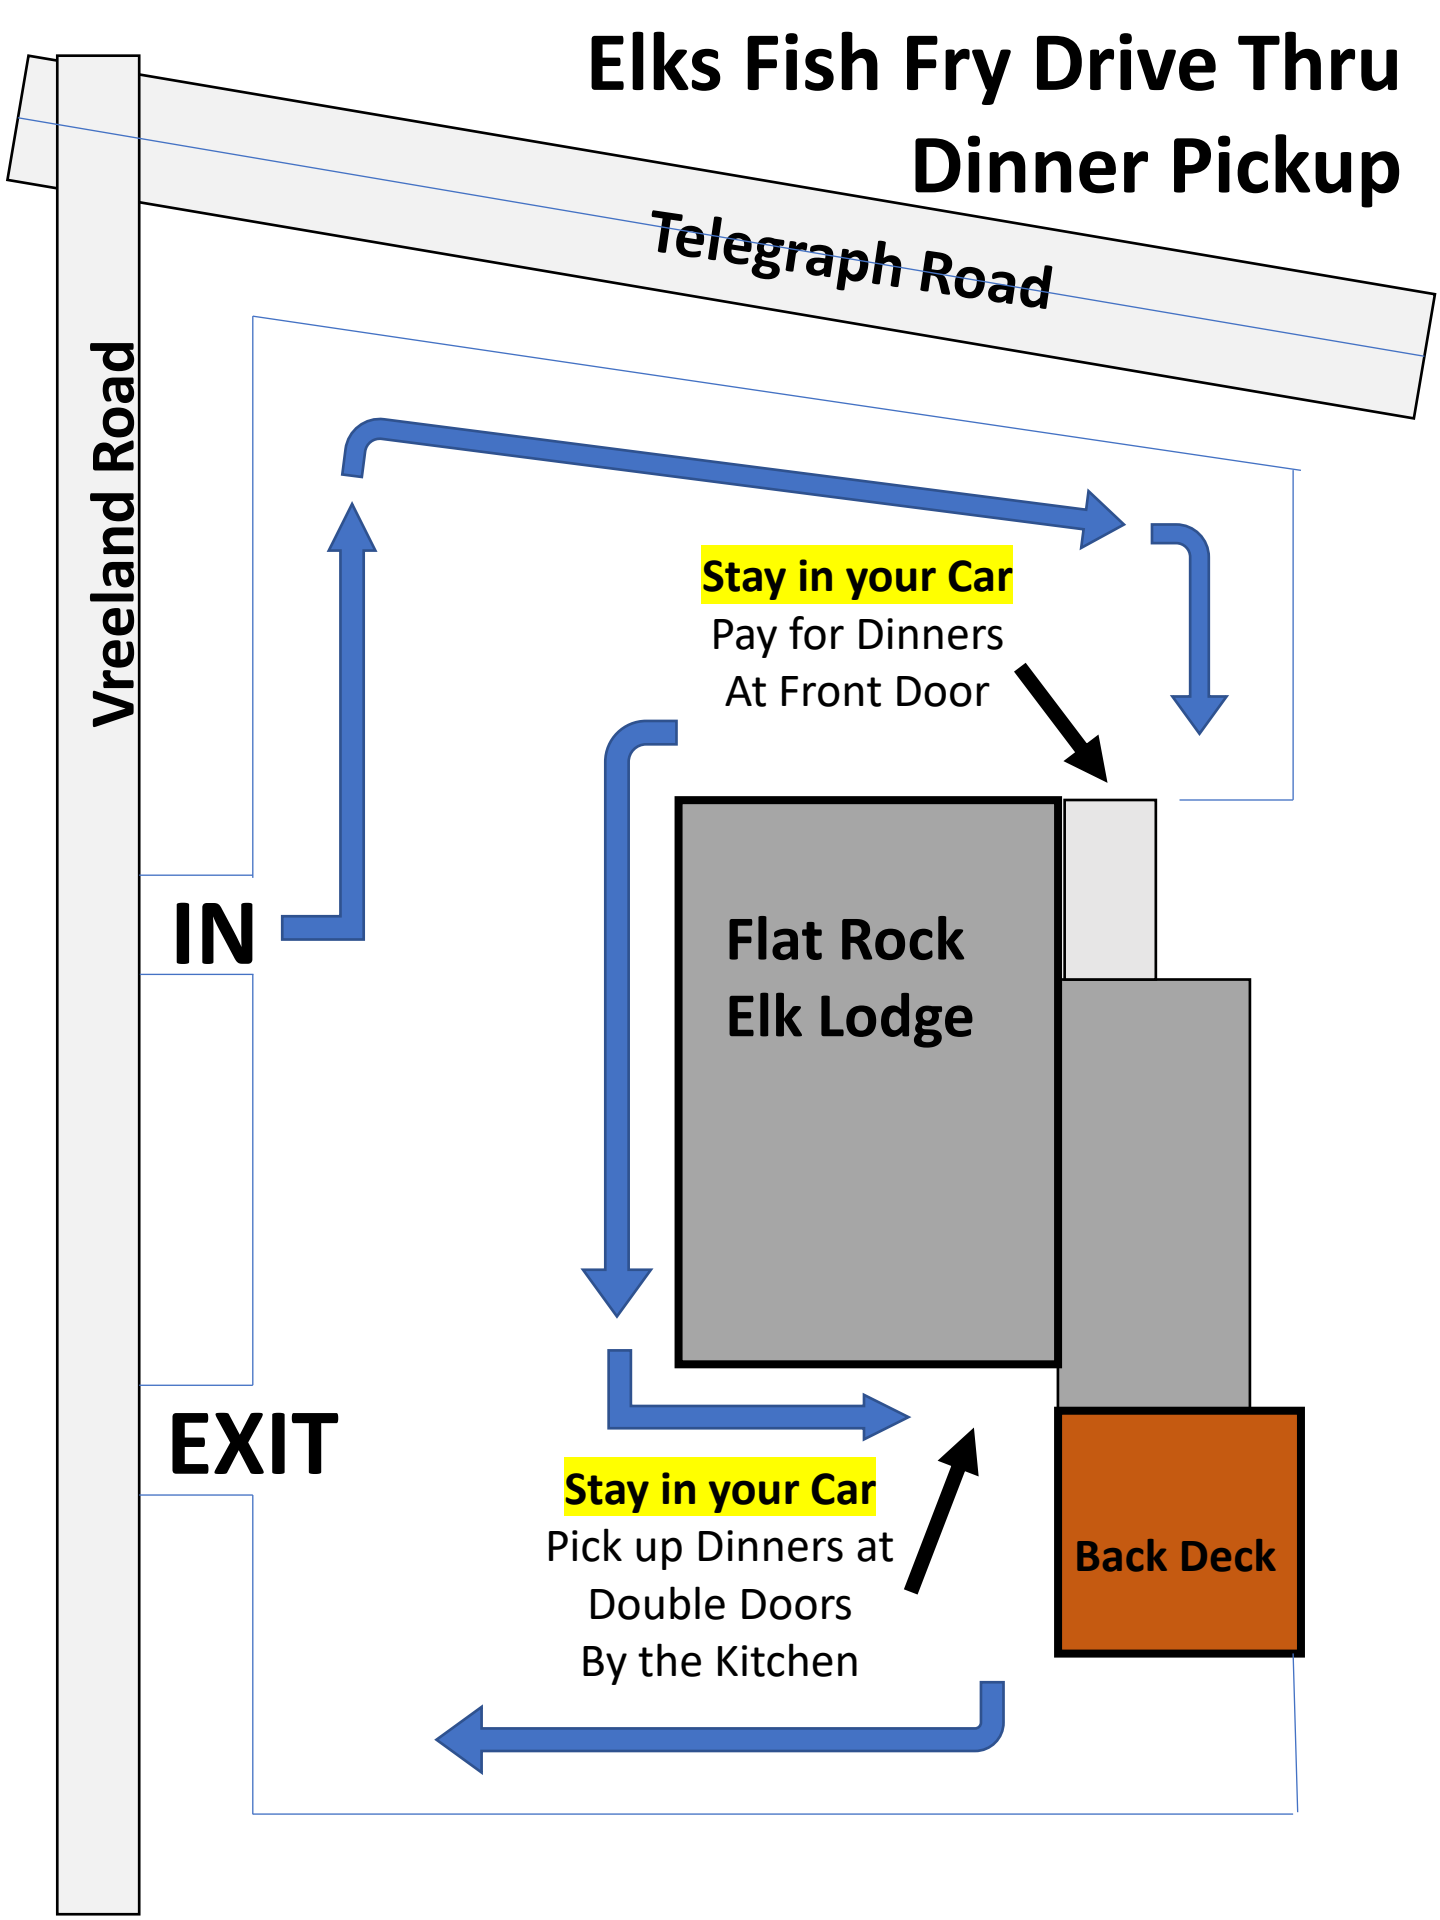 Elks Fish Fry Drive Thru
Dinner Pickup
Telegraph Road
Vreeland Road
Stay in your Car
Pay for Dinners
At Front Door
IN
Flat Rock
Elk Lodge
EXIT
Stay in your Car
Pick up Dinners at
Double Doors
By the Kitchen
Back Deck